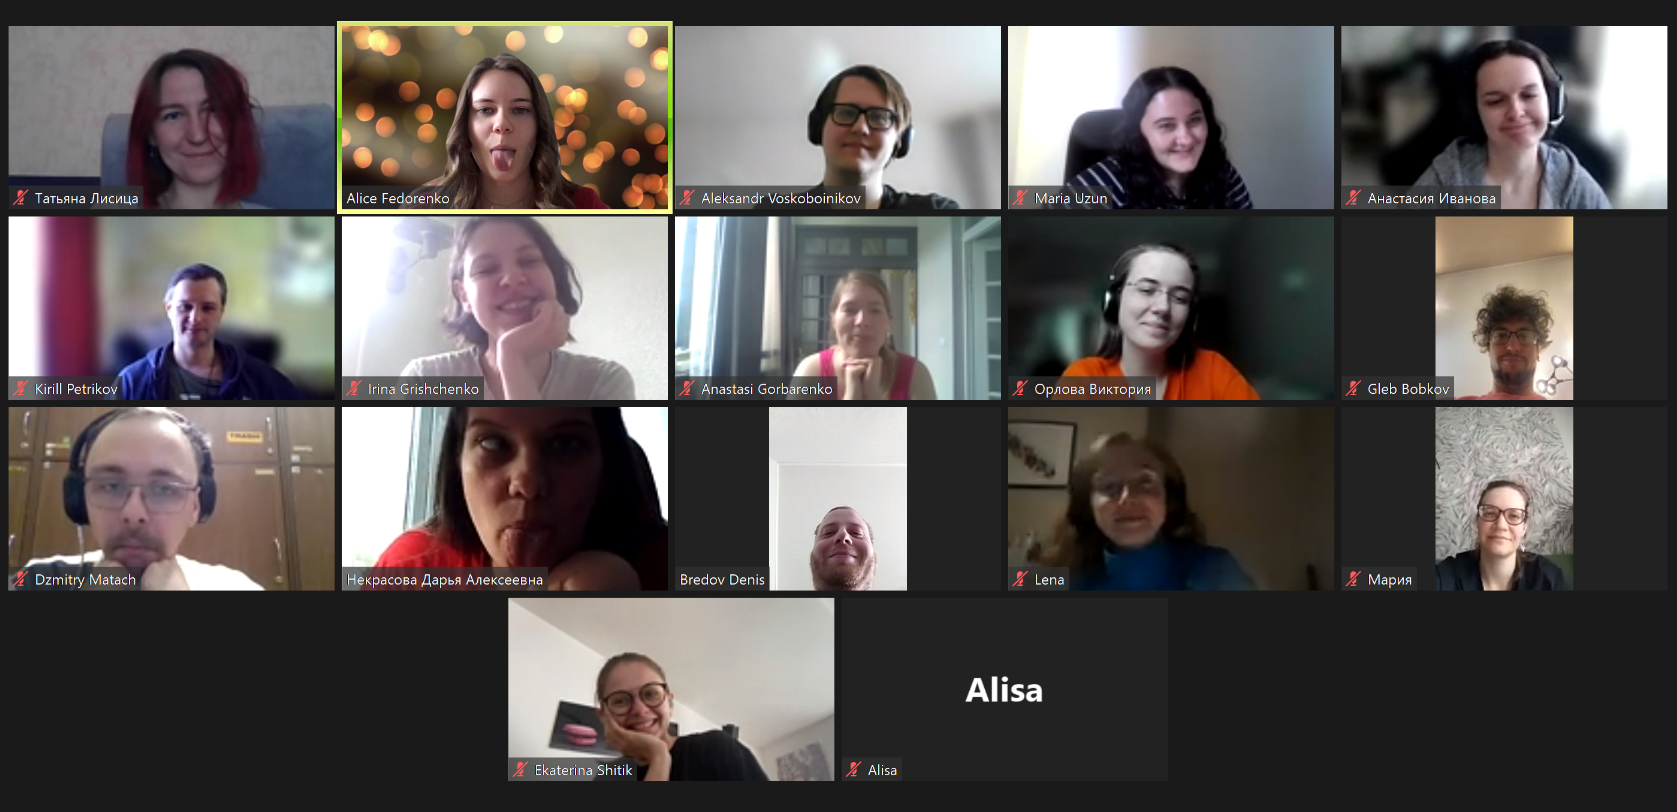 Татьяна Лисица
Alice Fedorenko
Aleksandr Voskoboinikov
Maria Uzun
Анастасия Иванова
Kirill Petrikov
Irina Grishchenko
Anastasi Gorbarenko
Орлова Виктория
Gleb Bobkov
TRASH
Dzmitry Matach
Некрасова Дарья Алексеевна
Bredov Denis
Lena
Мария
Ekaterina Shitik
Alisa
Alisa